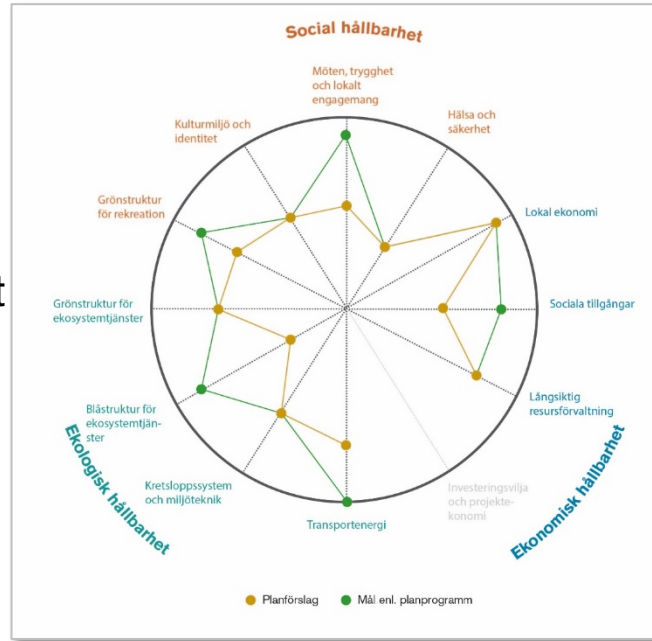 Social hållbarhet
Möten, trygghet
och lokalt
engagemang
Kulturmiljö och
identitet
Hälsa och
säkerhet
Grönstruktur
för rekreation
Lokal ekonomi
t
Grönstruktur för
ekosystemtjänster
Sociala tillgångar
Blåstruktur för
ekosystemtjän-
ster
Långsiktig
resursförvaltning
Ekologisk hållbarhet
Kretsloppssystem
och miljöteknik
Transportenergi
Investeringsvilja
och projekte-
konomi
Ekonomisk hållbarhet
Planförslag
Mål enl. planprogramm